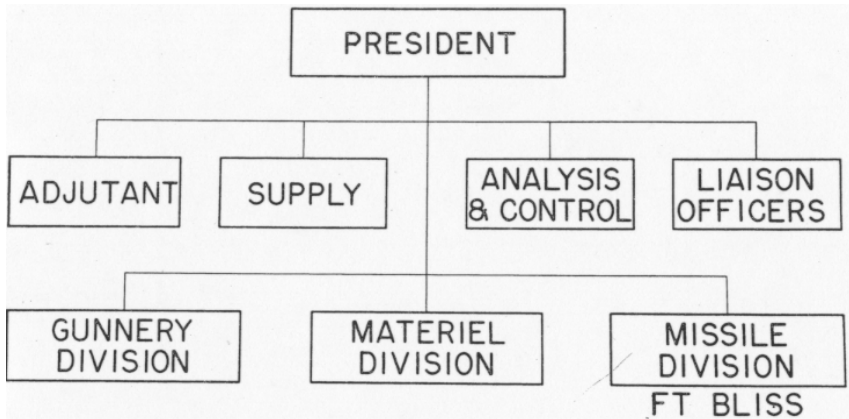 PRESIDENT
ADJUTANT
SUPPLY
ANALYSIS
& CONTROL
LIAISON
OFFICERS
GUNNERY
DIVISION
MATERIEL
DIVISION
MISSILE
DIVISION
FT BLISS